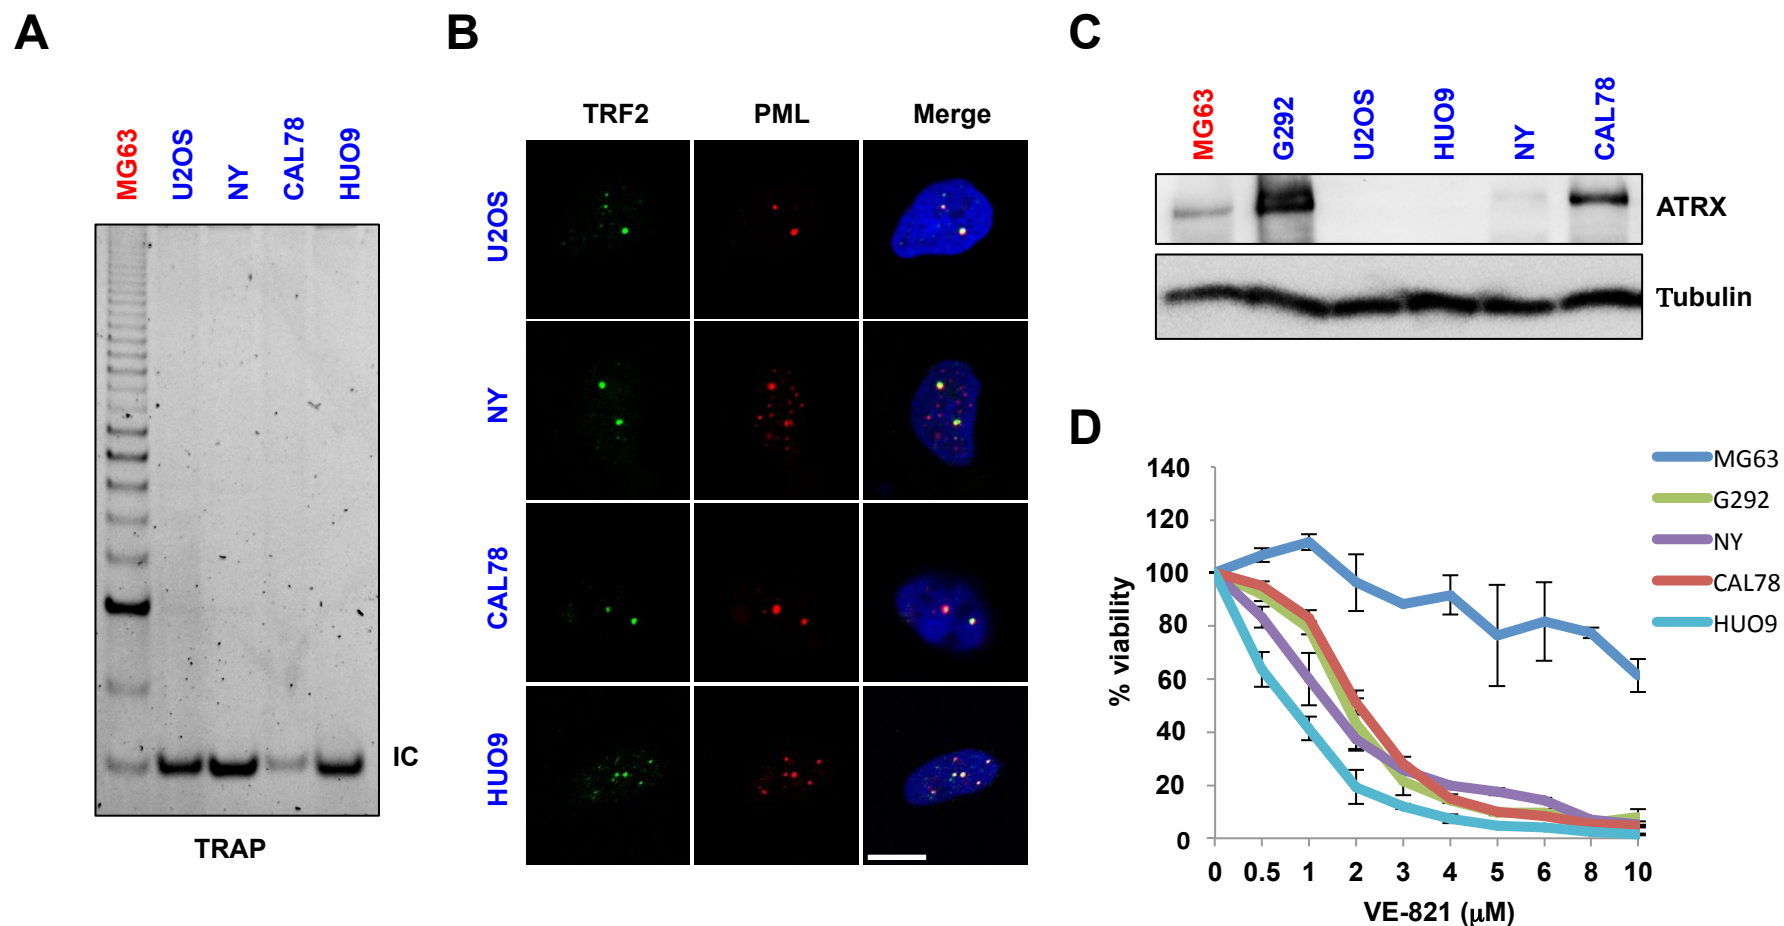 A
MG63
U2OS
NY
CAL78
HUO9
IC
TRAP
B
TRF2 PML Merge
U2OS
NY
CAL78
HUO9
C
MG63
G292
U2OS
HUO9
NY
CAL78
ATRX
Tubulin
D
140
120
100
80
60
40
20
0
% viability
0 0.5 1 2 3 4 5 6 8 10
VE-821 (μM)
MG63
G292
NY
CAL78
HUO9